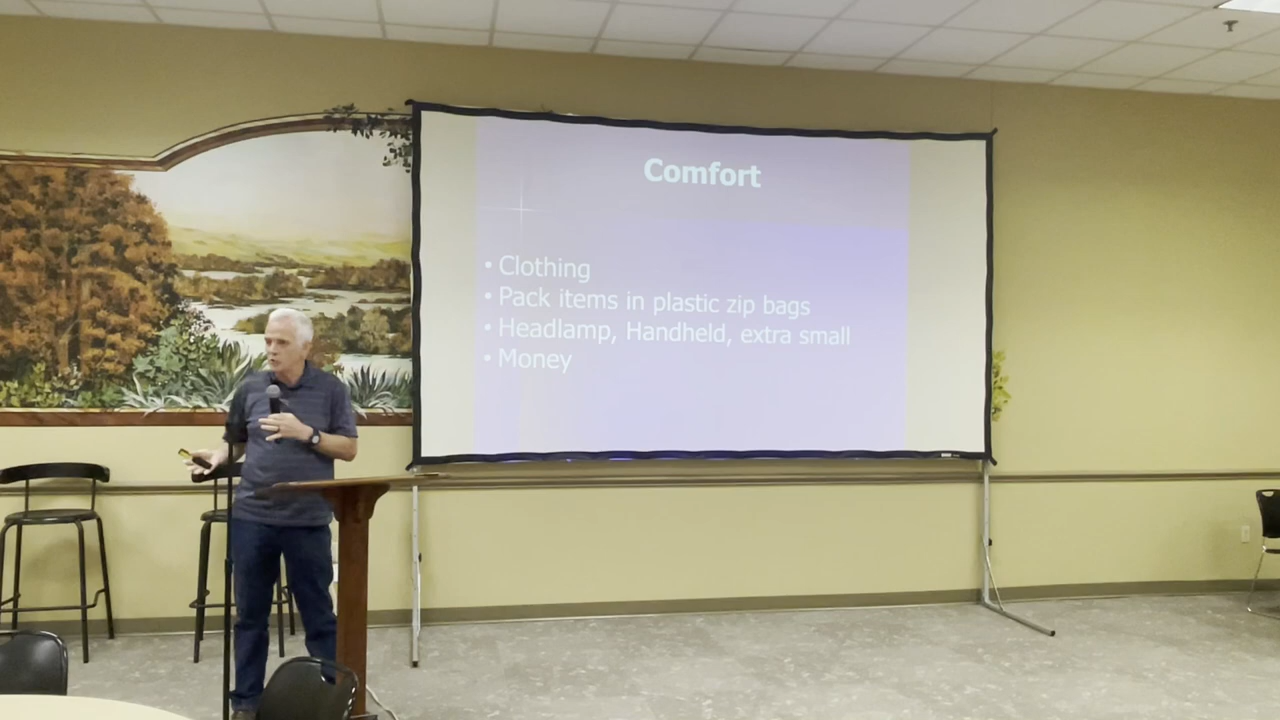 Comfort
• Clothing
• Pack items in plastic zip bags
• Headlamp, Handheld, extra small
• Money